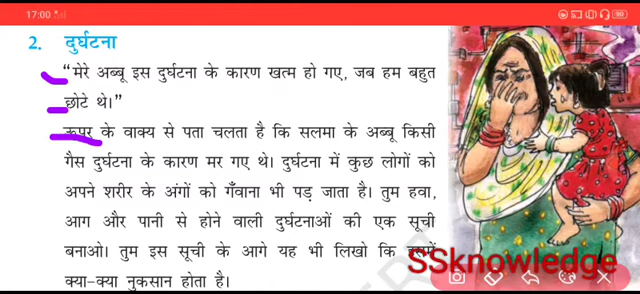 17:00
2. दुर्घटना
“मेरे अब्बू इस दुर्घटना के कारण खत्म हो गए, जब हम बहुत
छोटे थे।”
ऊपर के वाक्य से पता चलता है कि सलमा के अब्बू किसी
गैस दुर्घटना के कारण मर गए थे। दुर्घटना में कुछ लोगों को
अपने शरीर के अंगों को गँवाना भी पड़ जाता है। तुम हवा,
आग और पानी से होने वाली दुर्घटनाओं की एक सूची
बनाओ। तुम इस सूची के आगे यह भी लिखो कि इसमें
क्या-क्या नुकसान होता है।
SSknowledge